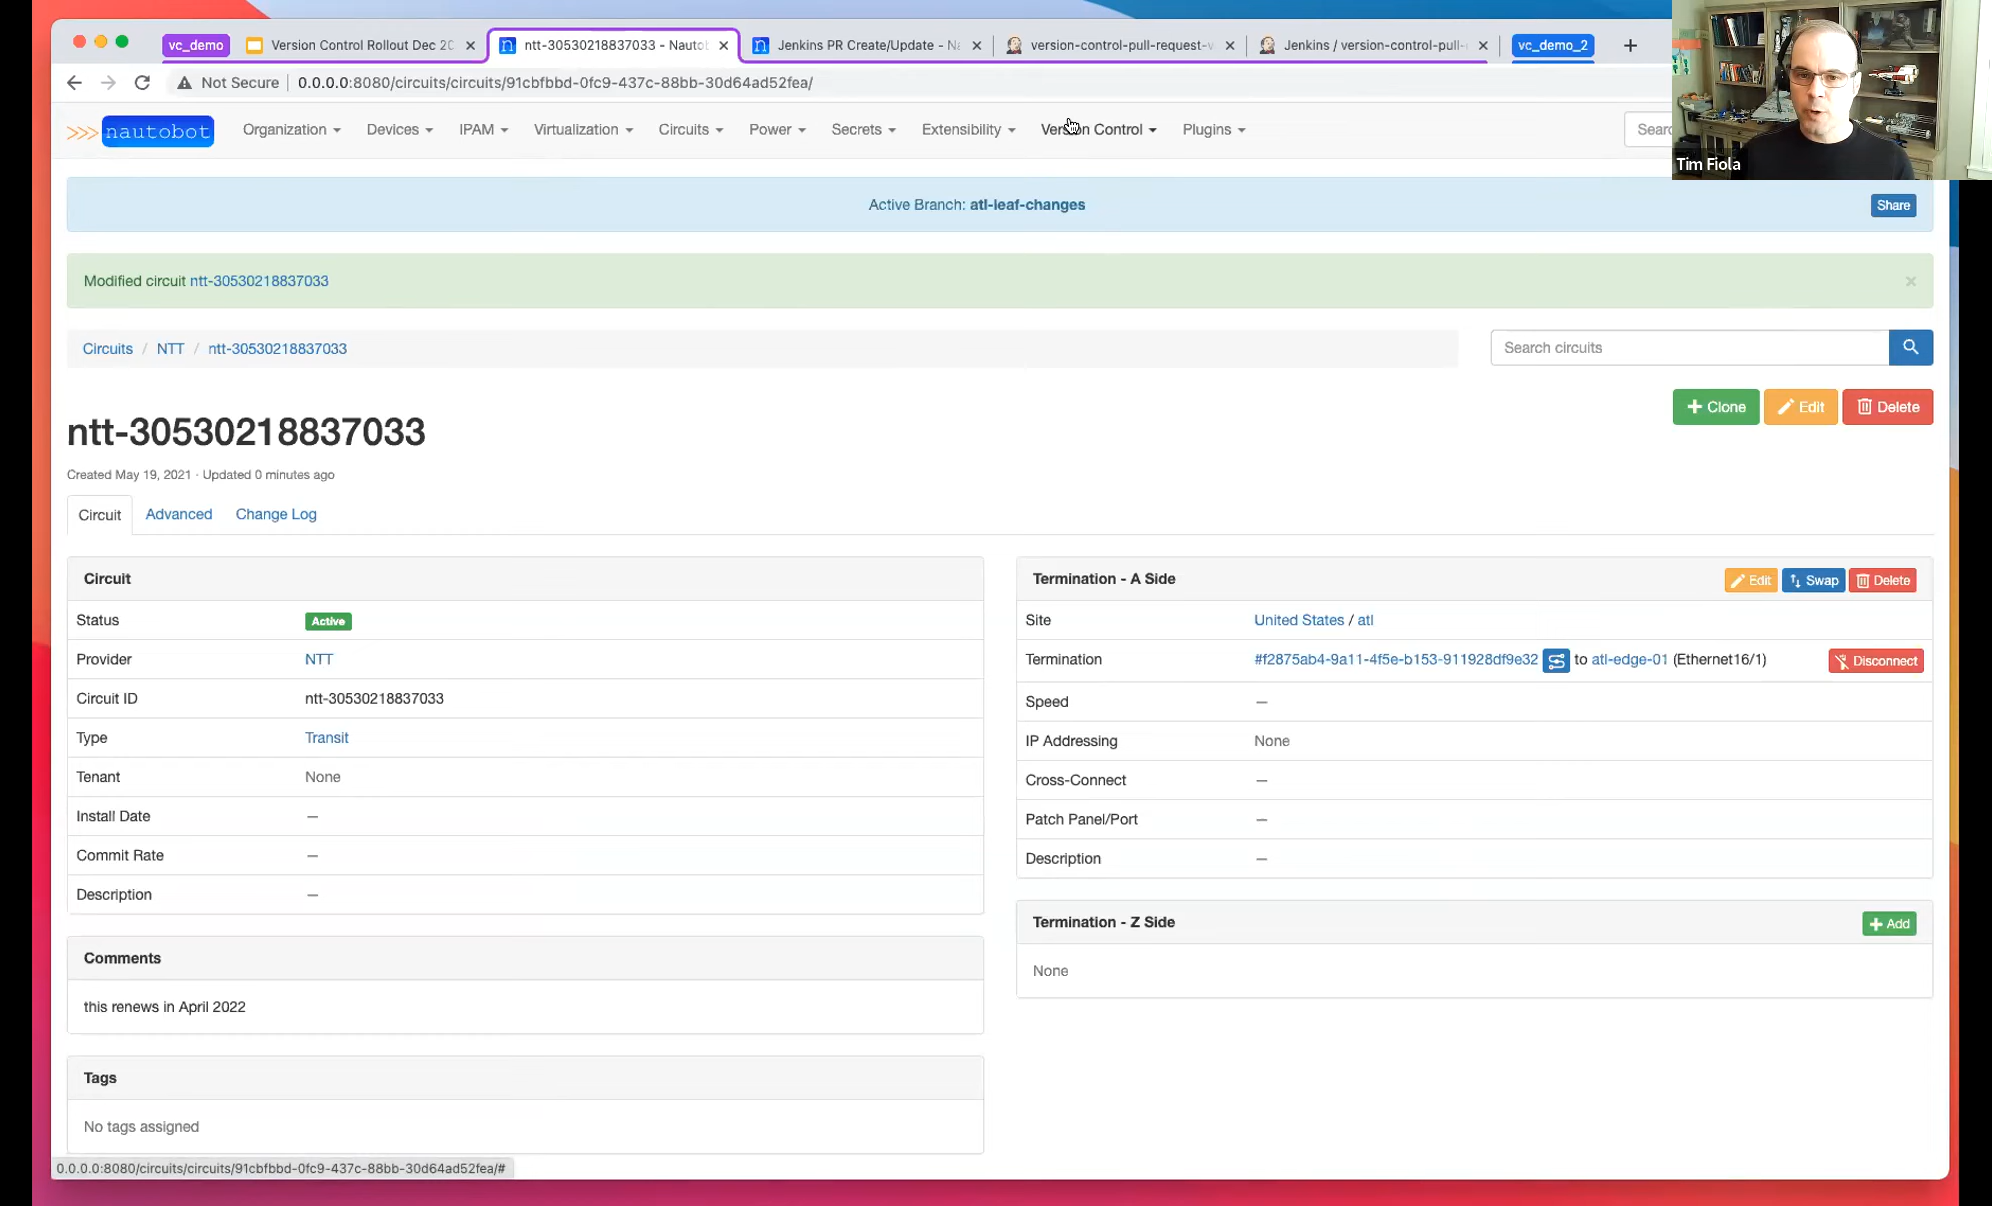 vc_demo
Version Control Rollout Dec 20
ntt-30530218837033 - Nautob
Jenkins PR Create/Update - Na
version-control-pull-request-v
Jenkins / version-control-pull-r
vc_demo_2
Not Secure
0.0.0.0:8080/circuits/circuits/91cbfbbd-0fc9-437c-88bb-30d64ad52fea/
>>> nautobot
Organization
Devices
IPAM
Virtualization
Circuits
Power
Secrets
Extensibility
Version Control
Plugins
Searc
Tim Fiola
Active Branch: atl-leaf-changes
Share
Modified circuit ntt-30530218837033
×
Circuits / NTT / ntt-30530218837033
Search circuits
Clone
Edit
Delete
ntt-30530218837033
Created May 19, 2021 · Updated 0 minutes ago
Circuit
Advanced
Change Log
Circuit
Status Active
Provider NTT
Circuit ID ntt-30530218837033
Type Transit
Tenant None
Install Date —
Commit Rate —
Description —
Comments
this renews in April 2022
Tags
No tags assigned
Termination - A Side
Edit
Swap
Delete
Site United States / atl
Termination #f2875ab4-9a11-4f5e-b153-911928df9e32 to atl-edge-01 (Ethernet16/1) Disconnect
Speed —
IP Addressing None
Cross-Connect —
Patch Panel/Port —
Description —
Termination - Z Side
Add
None
0.0.0.0:8080/circuits/circuits/91cbfbbd-0fc9-437c-88bb-30d64ad52fea/#